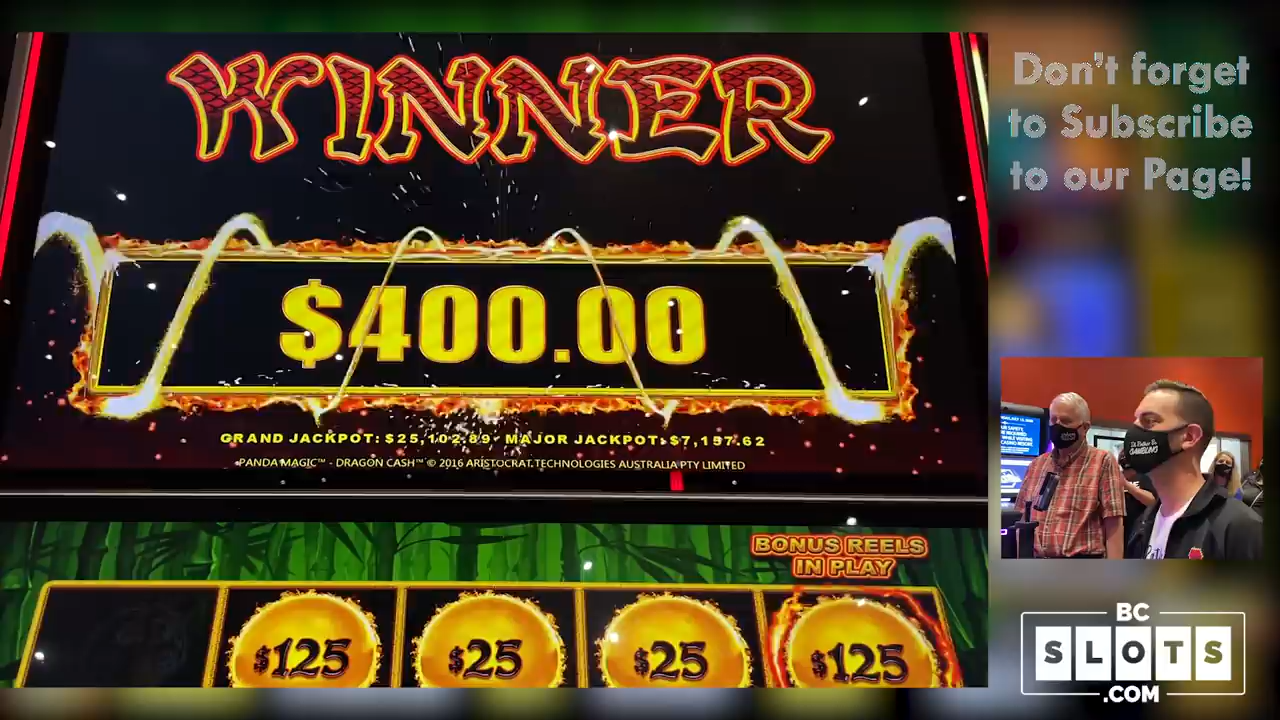 WINNER
$400.00
GRAND JACKPOT: $25,102.89 MAJOR JACKPOT: $7,157.62
PANDA MAGIC™ - DRAGON CASH™ © 2016 ARISTOCRAT TECHNOLOGIES AUSTRALIA PTY LIMITED
BONUS REELS
IN PLAY
$125 $25 $25 $125
Don't forget
to Subscribe
to our Page!
GAMBLING
BC
SLOTS
.COM